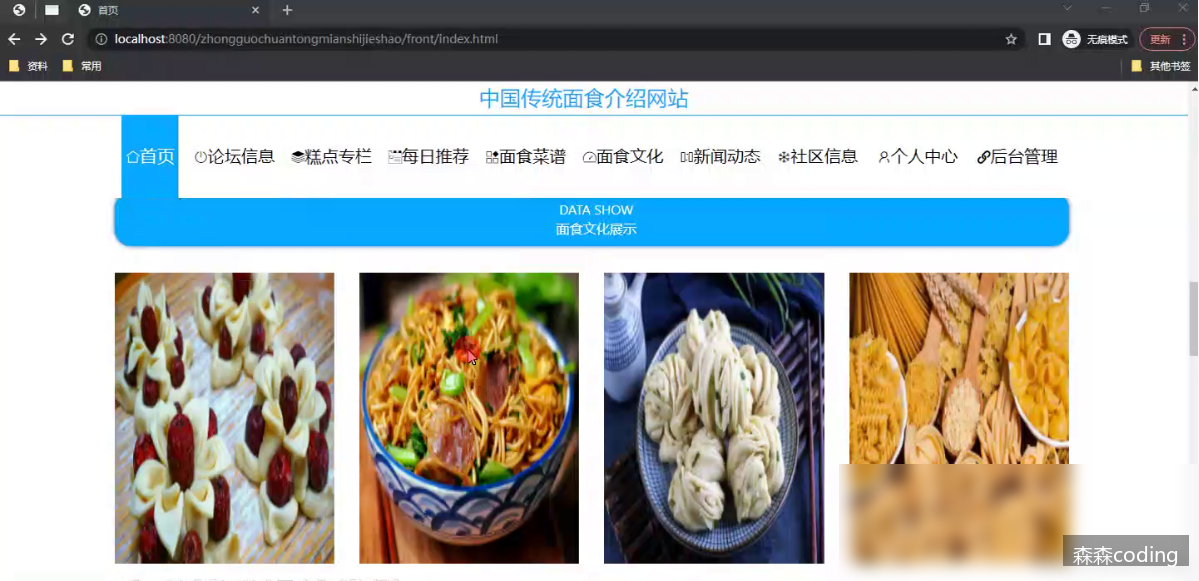 首页
localhost:8080/zhongguochuantongmianshijieshao/front/index.html
无痕模式
更新
资料
常用
其他书签
中国传统面食介绍网站
首页 论坛信息 糕点专栏 每日推荐 面食菜谱 面食文化 新闻动态 社区信息 个人中心 后台管理
DATA SHOW
面食文化展示
森森coding